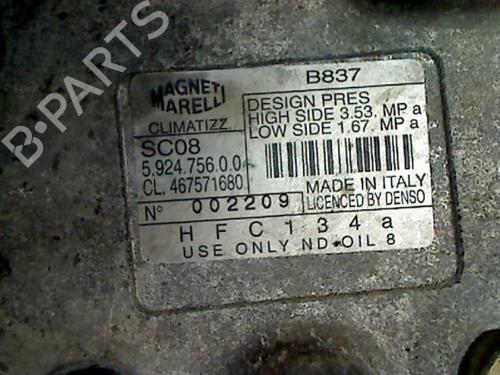 B-PARTS
MAGNETI
MARELLI
CLIMATIZZ
SC08
5.924.756.0.0
CL. 467571680
N° 002209
B837
DESIGN PRES
HIGH SIDE 3.53. MP a
LOW SIDE 1.67. MP a
MADE IN ITALY
LICENCED BY DENSO
HFC134a
USE ONLY ND-OIL 8